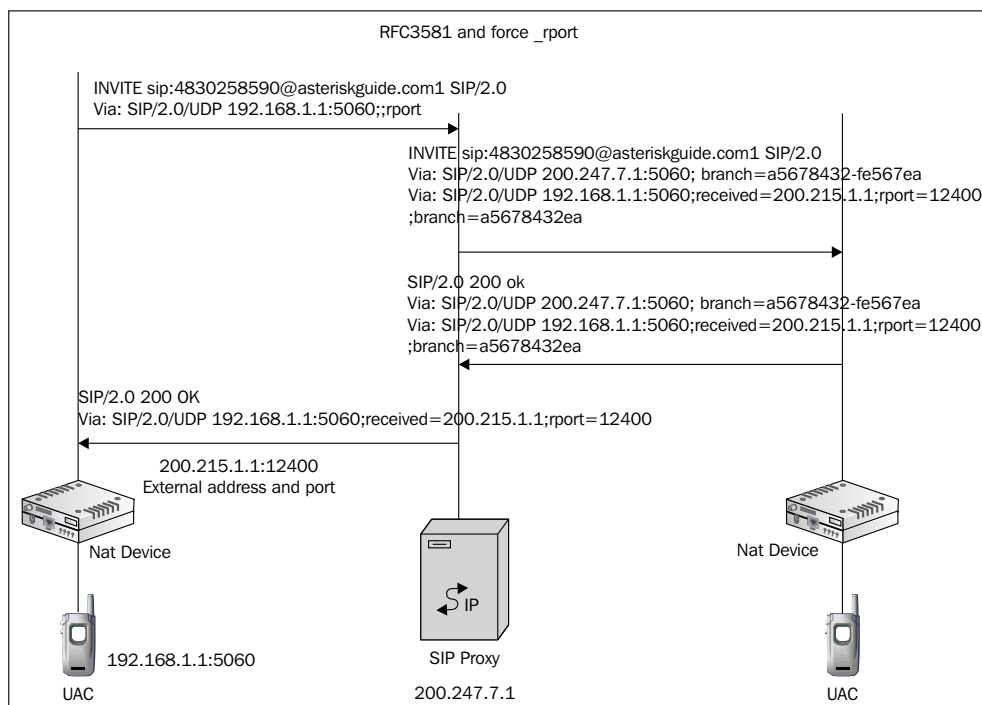 RFC3581 and force _rport
INVITE sip:4830258590@asteriskguide.com1 SIP/2.0
Via: SIP/2.0/UDP 192.168.1.1:5060;;rport
INVITE sip:4830258590@asteriskguide.com1 SIP/2.0
Via: SIP/2.0/UDP 200.247.7.1:5060; branch=a5678432-fe567ea
Via: SIP/2.0/UDP 192.168.1.1:5060;received=200.215.1.1;rport=12400
;branch=a5678432ea
SIP/2.0 200 ok
Via: SIP/2.0/UDP 200.247.7.1:5060; branch=a5678432-fe567ea
Via: SIP/2.0/UDP 192.168.1.1:5060;received=200.215.1.1;rport=12400
;branch=a5678432ea
SIP/2.0 200 OK
Via: SIP/2.0/UDP 192.168.1.1:5060;received=200.215.1.1;rport=12400
200.215.1.1:12400
External address and port
Nat Device
Nat Device
IP
192.168.1.1:5060
SIP Proxy
UAC
200.247.7.1
UAC